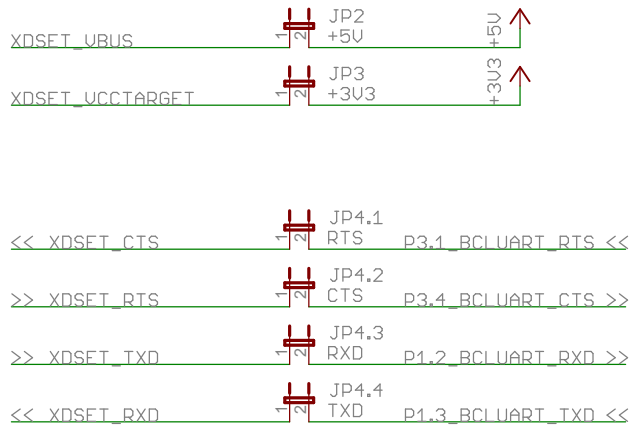 JP2
+5V
1 2
XDSET_VBUS
+5V
JP3
+3V3
1 2
XDSET_VCCTARGET
+3V3
JP4.1
RTS
1 2
<< XDSET_CTS
P3.1_BCLUART_RTS <<
JP4.2
CTS
1 2
>> XDSET_RTS
P3.4_BCLUART_CTS >>
JP4.3
RXD
1 2
>> XDSET_TXD
P1.2_BCLUART_RXD >>
JP4.4
TXD
1 2
<< XDSET_RXD
P1.3_BCLUART_TXD <<